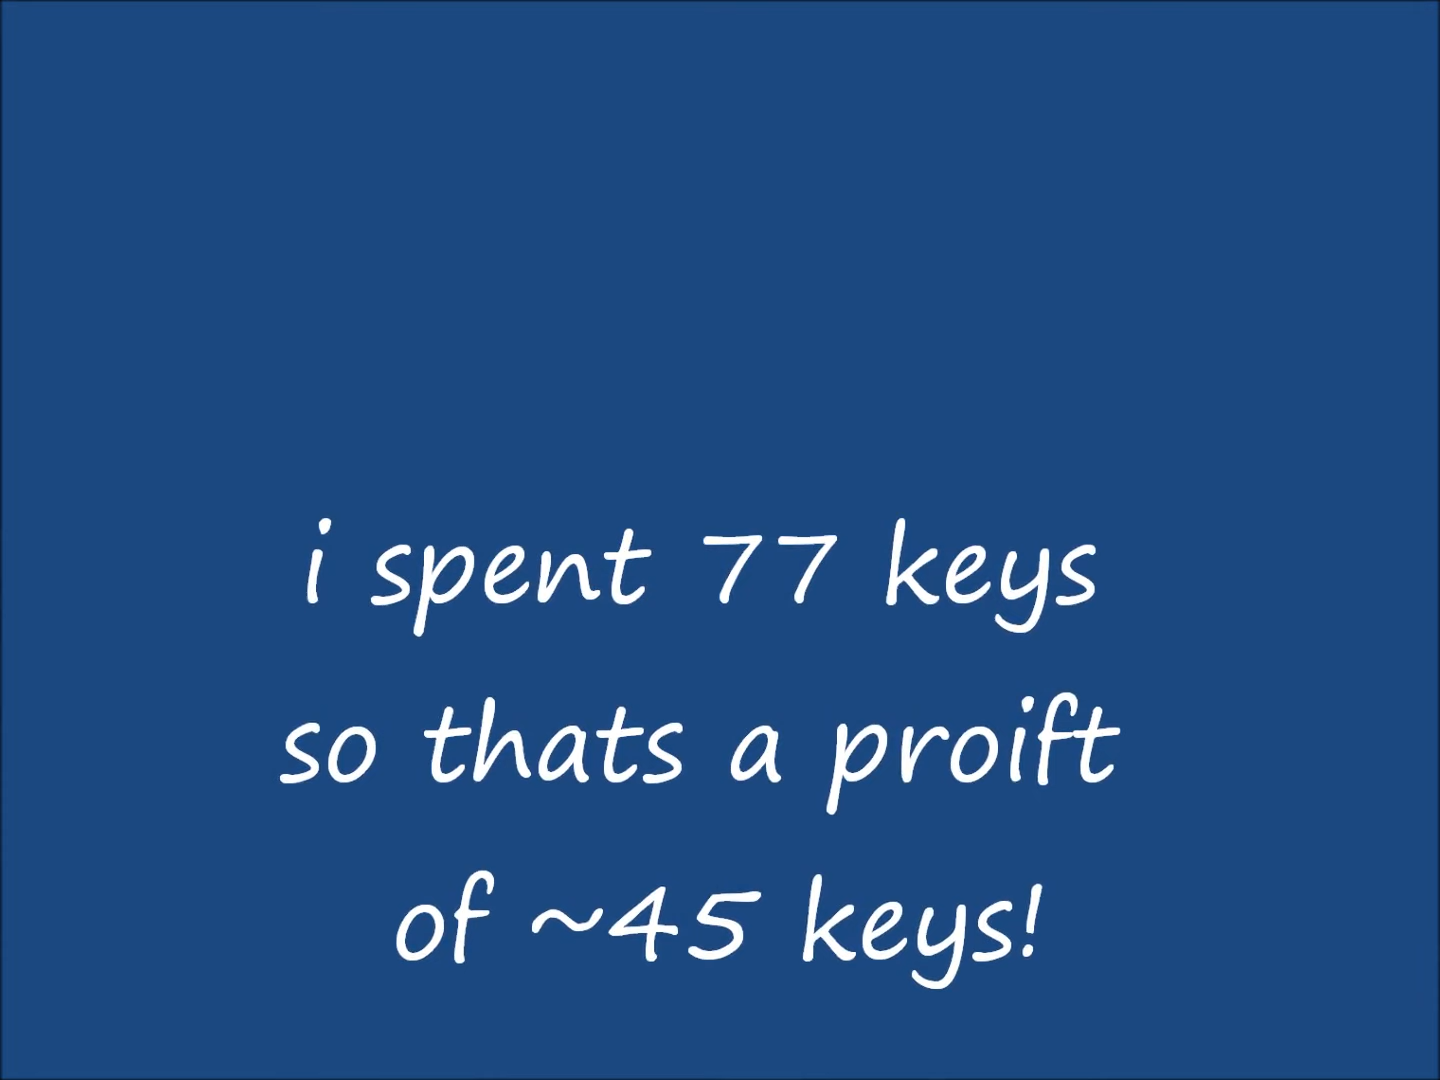 i spent 77 keys
so thats a proift
of ~45 keys!